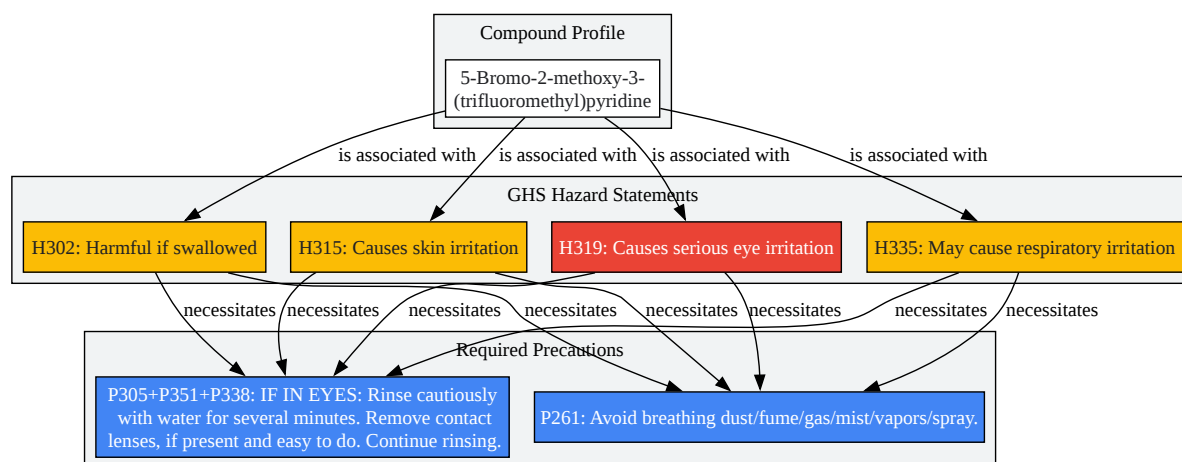 Compound Profile
5-Bromo-2-methoxy-3-
(trifluoromethyl)pyridine
is associated with
is associated with
is associated with
is associated with
GHS Hazard Statements
H302: Harmful if swallowed
H315: Causes skin irritation
H319: Causes serious eye irritation
H335: May cause respiratory irritation
necessitates
necessitates
necessitates
necessitates
necessitates
necessitates
necessitates
necessitates
Required Precautions
P305+P351+P338: IF IN EYES: Rinse cautiously
with water for several minutes. Remove contact
lenses, if present and easy to do. Continue rinsing.
P261: Avoid breathing dust/fume/gas/mist/vapors/spray.